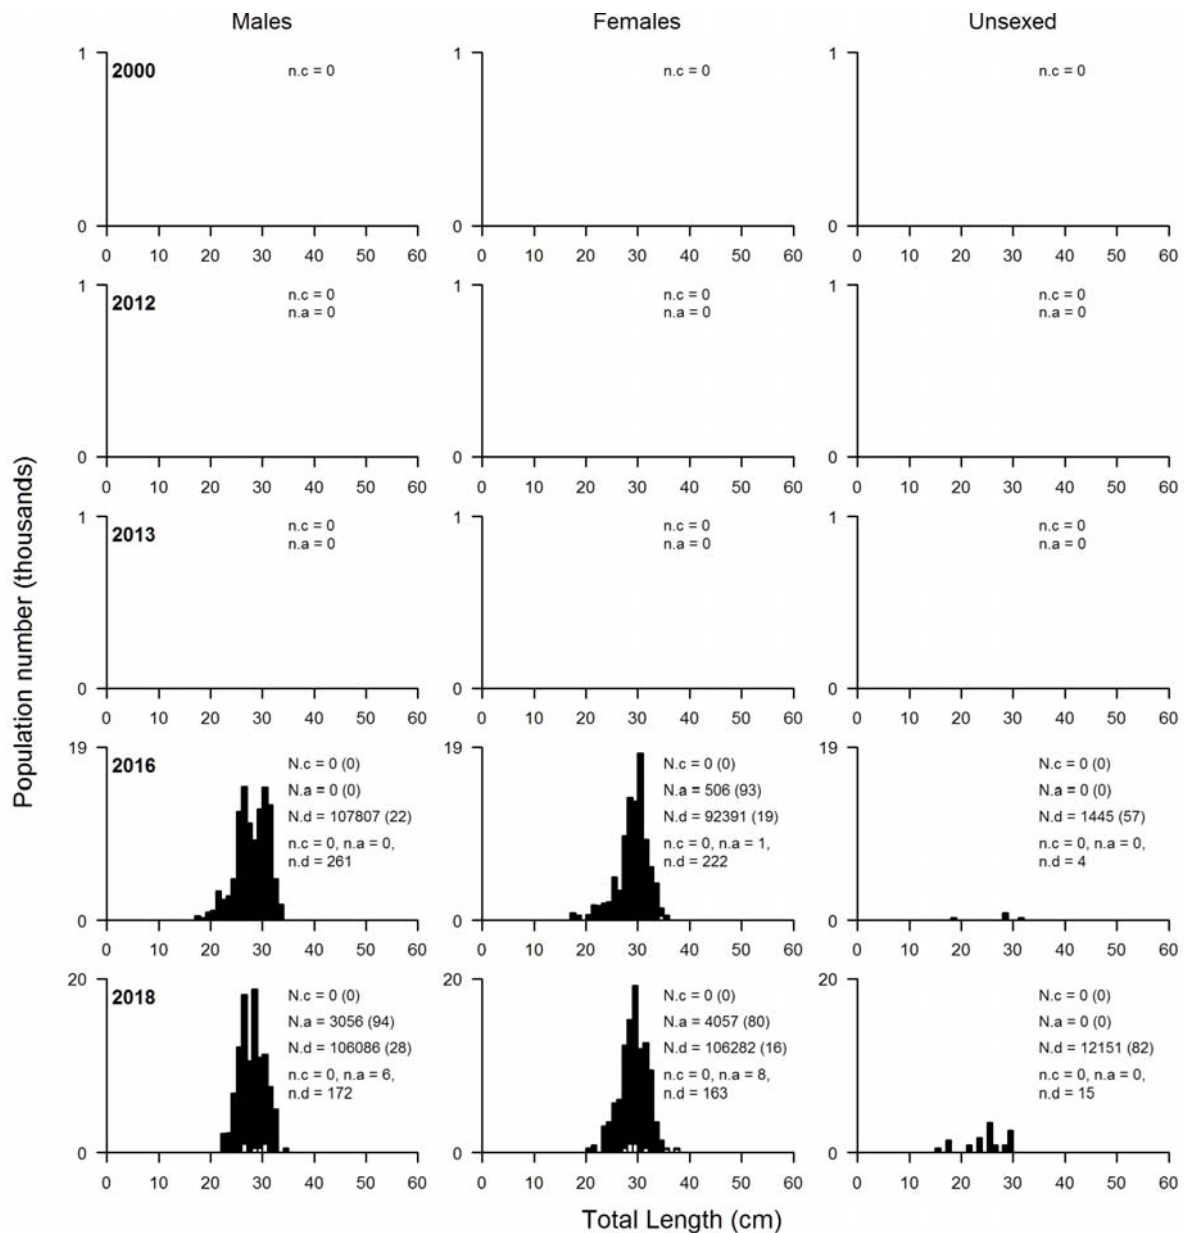 Males Females Unsexed
1 2000 n.c = 0 1 n.c = 0 1 n.c = 0
0 0 0
0 10 20 30 40 50 60 0 10 20 30 40 50 60 0 10 20 30 40 50 60
1 2012 n.c = 0 1 n.c = 0 1 n.c = 0
n.a = 0 n.a = 0 n.a = 0
0 0 0
0 10 20 30 40 50 60 0 10 20 30 40 50 60 0 10 20 30 40 50 60
1 2013 n.c = 0 1 n.c = 0 1 n.c = 0
n.a = 0 n.a = 0 n.a = 0
0 0 0
0 10 20 30 40 50 60 0 10 20 30 40 50 60 0 10 20 30 40 50 60
Population number (thousands)
19 2016 N.c = 0 (0) 19 N.c = 0 (0) 19 N.c = 0 (0)
N.a = 0 (0) N.a = 506 (93) N.a = 0 (0)
N.d = 107807 (22) N.d = 92391 (19) N.d = 1445 (57)
n.c = 0, n.a = 0, n.c = 0, n.a = 1, n.c = 0, n.a = 0,
n.d = 261 n.d = 222 n.d = 4
0 0 0
0 10 20 30 40 50 60 0 10 20 30 40 50 60 0 10 20 30 40 50 60
20 2018 N.c = 0 (0) 20 N.c = 0 (0) 20 N.c = 0 (0)
N.a = 3056 (94) N.a = 4057 (80) N.a = 0 (0)
N.d = 106086 (28) N.d = 106282 (16) N.d = 12151 (82)
n.c = 0, n.a = 6, n.c = 0, n.a = 8, n.c = 0, n.a = 0,
n.d = 172 n.d = 163 n.d = 15
0 0 0
0 10 20 30 40 50 60 0 10 20 30 40 50 60 0 10 20 30 40 50 60
Total Length (cm)